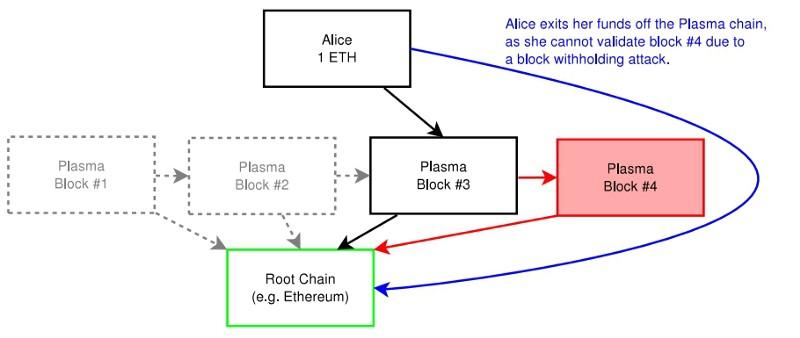 Alice
1 ETH
Alice exits her funds off the Plasma chain,
as she cannot validate block #4 due to
a block withholding attack.
Plasma
Block #1
Plasma
Block #2
Plasma
Block #3
Plasma
Block #4
Root Chain
(e.g. Ethereum)